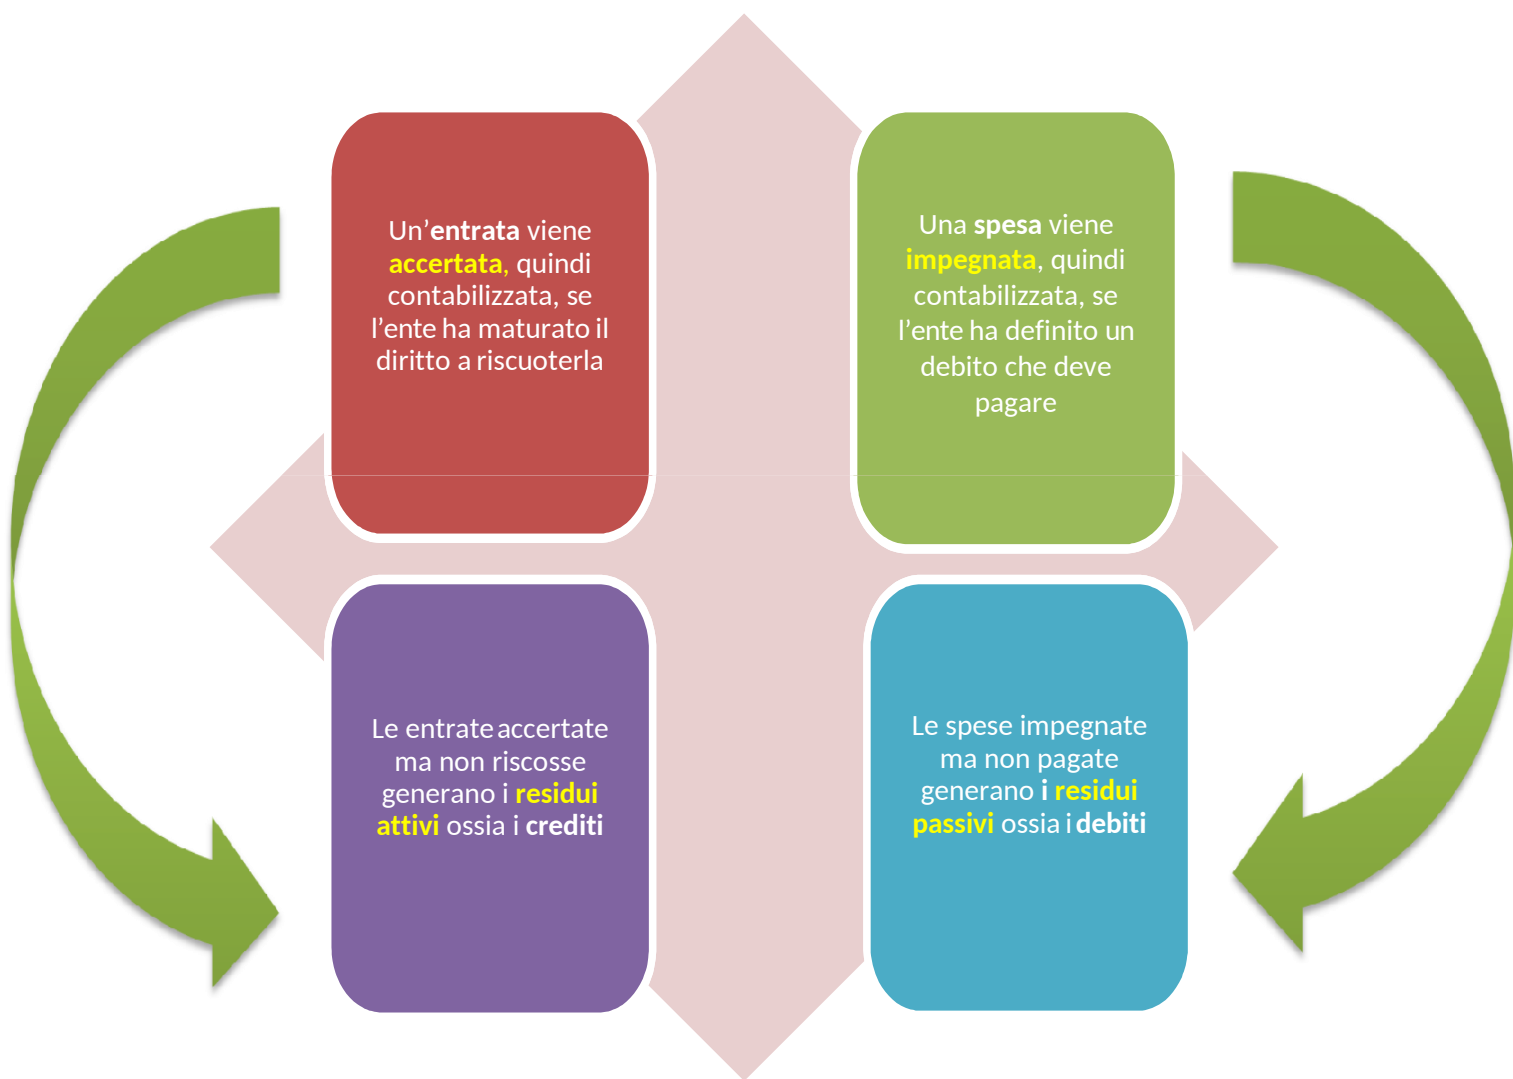 Un’entrata viene
accertata, quindi
contabilizzata, se
l’ente ha maturato il
diritto a riscuoterla
Una spesa viene
impegnata, quindi
contabilizzata, se
l’ente ha definito un
debito che deve
pagare
Le entrate accertate
ma non riscosse
generano i residui
attivi ossia i crediti
Le spese impegnate
ma non pagate
generano i residui
passivi ossia i debiti